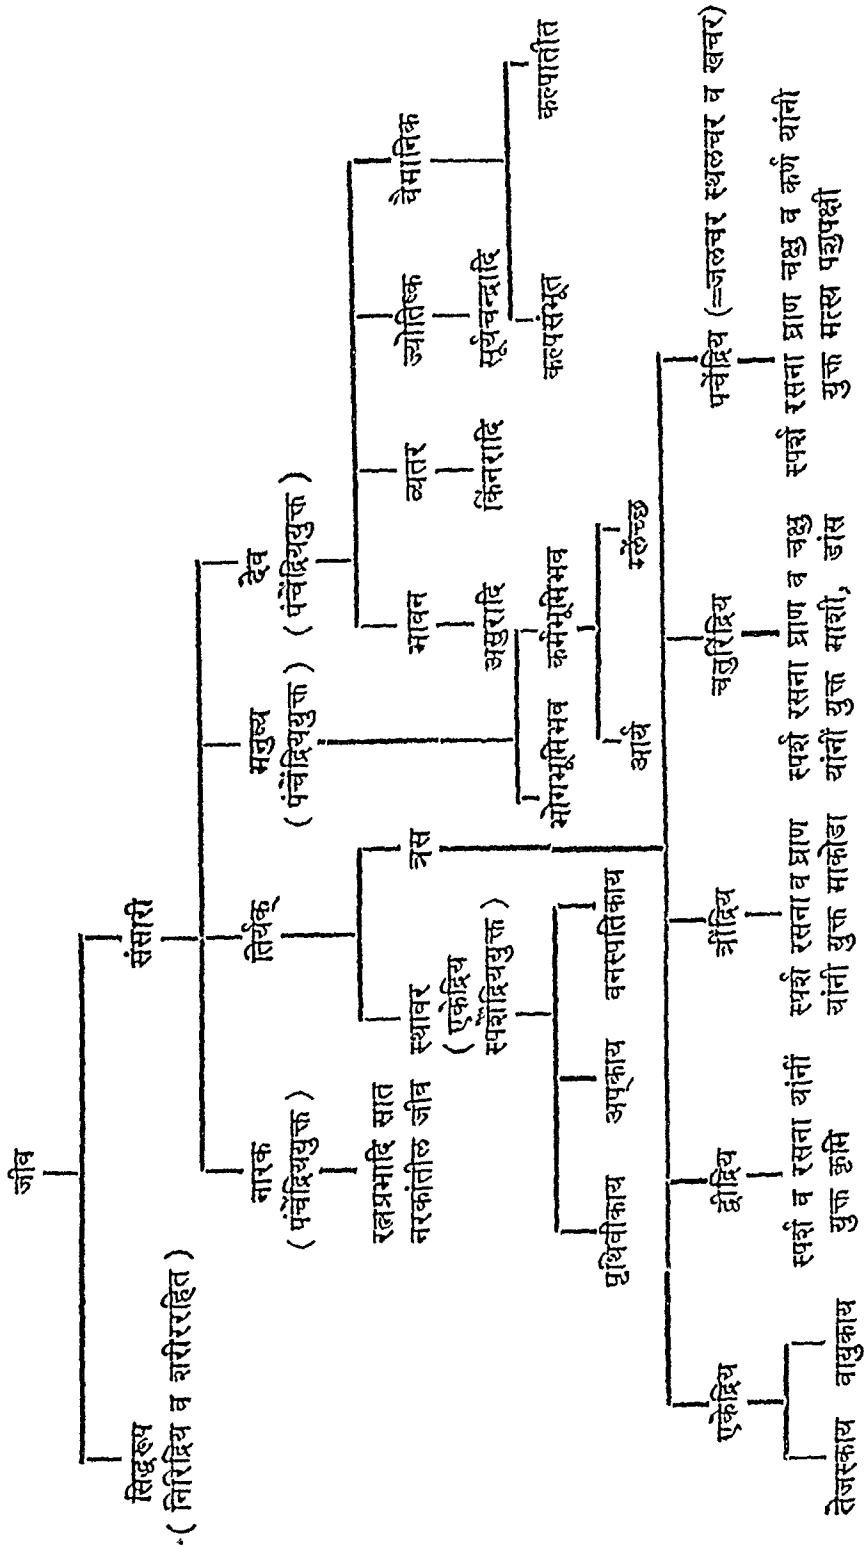 जीव
सिद्धरूप
( निरिंद्रिय व शरीररहित )
संसारी
नारक
( पंचेंद्रिययुक्त )
रत्नप्रभादि सात
नरकांतील जीव
तिर्यक्
मनुष्य
( पंचेंद्रिययुक्त )
देव
( पंचेंद्रिययुक्त )
स्थावर
( एकेंद्रिय
स्पर्शेंद्रिययुक्त )
त्रस
भावन
असुरादि
व्यंतर
किंनरादि
ज्योतिष्क
सूर्यचन्द्रादि
वैमानिक
कल्पसंभूत
कल्पातीत
भोगभूमिभव
कर्मभूमिभव
आर्य
म्लेंच्छ
पृथिवीकाय
अप्काय
वनस्पतिकाय
एकेंद्रिय
तेजस्काय
वायुकाय
द्वींद्रिय
स्पर्श व रसना यांनीं
युक्त कृमि
त्रींद्रिय
स्पर्श रसना व घ्राण
यांनी युक्त माकोडा
चतुरिंद्रिय
स्पर्श रसना घ्राण व चक्षु
यांनीं युक्त माशी, डांस
पंचेंद्रिय (=जलचर स्थलचर व खचर)
स्पर्श रसना घ्राण चक्षु व कर्ण यांनी
युक्त मत्स्य पशुपक्षी